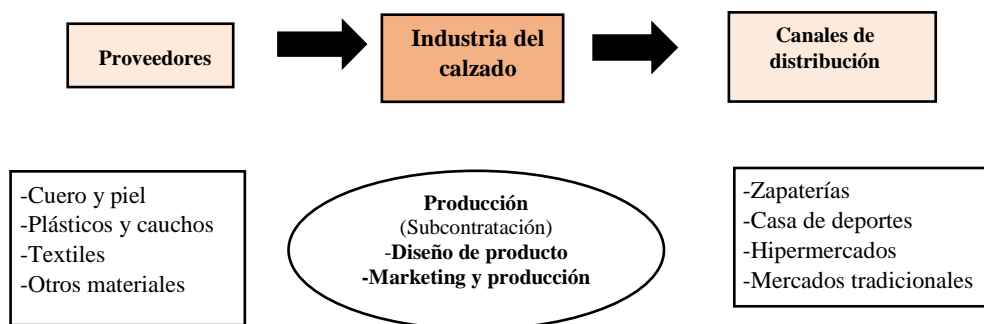 Proveedores
Industria del
calzado
Canales de
distribución
-Cuero y piel
-Plásticos y cauchos
-Textiles
-Otros materiales
Producción
(Subcontratación)
-Diseño de producto
-Marketing y producción
-Zapaterías
-Casa de deportes
-Hipermercados
-Mercados tradicionales